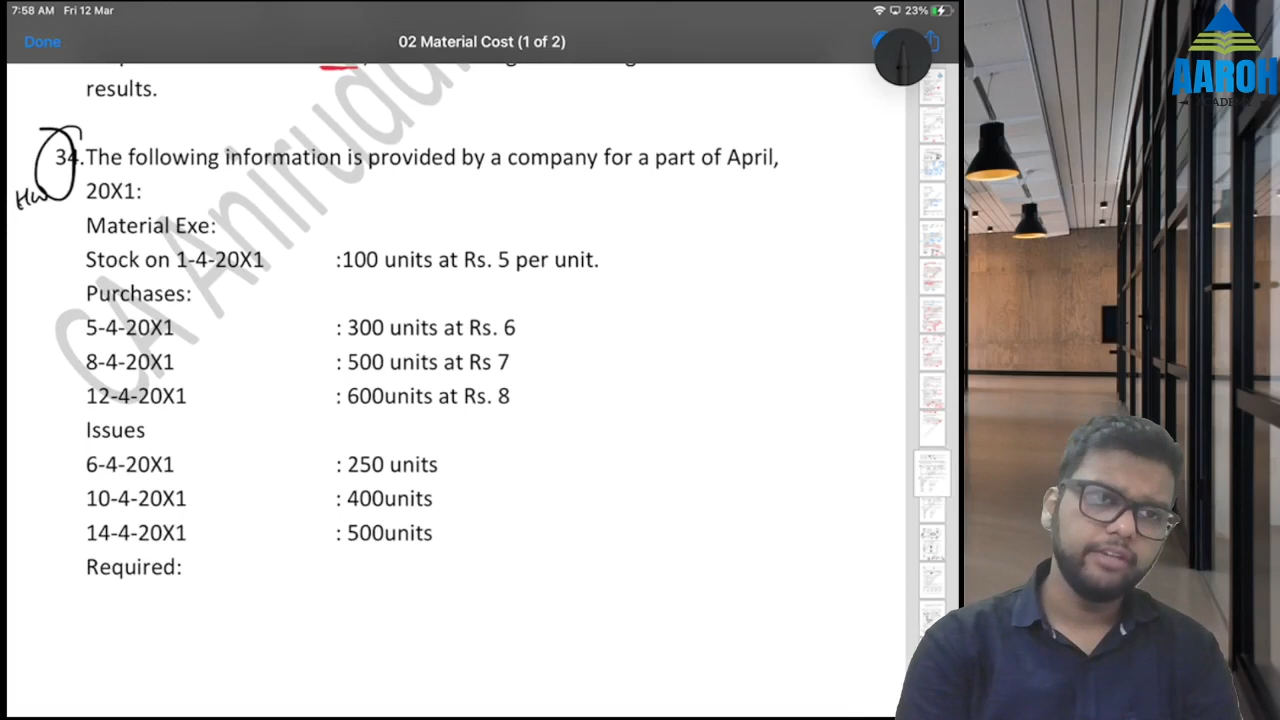 7:58 AM Fri 12 Mar
23%
Done
02 Material Cost (1 of 2)
results.
34.The following information is provided by a company for a part of April,
20X1:
HW
Material Exe:
Stock on 1-4-20X1 :100 units at Rs. 5 per unit.
Purchases:
5-4-20X1 : 300 units at Rs. 6
8-4-20X1 : 500 units at Rs 7
12-4-20X1 : 600units at Rs. 8
Issues
6-4-20X1 : 250 units
10-4-20X1 : 400units
14-4-20X1 : 500units
Required:
CA Anirudh
AAROH